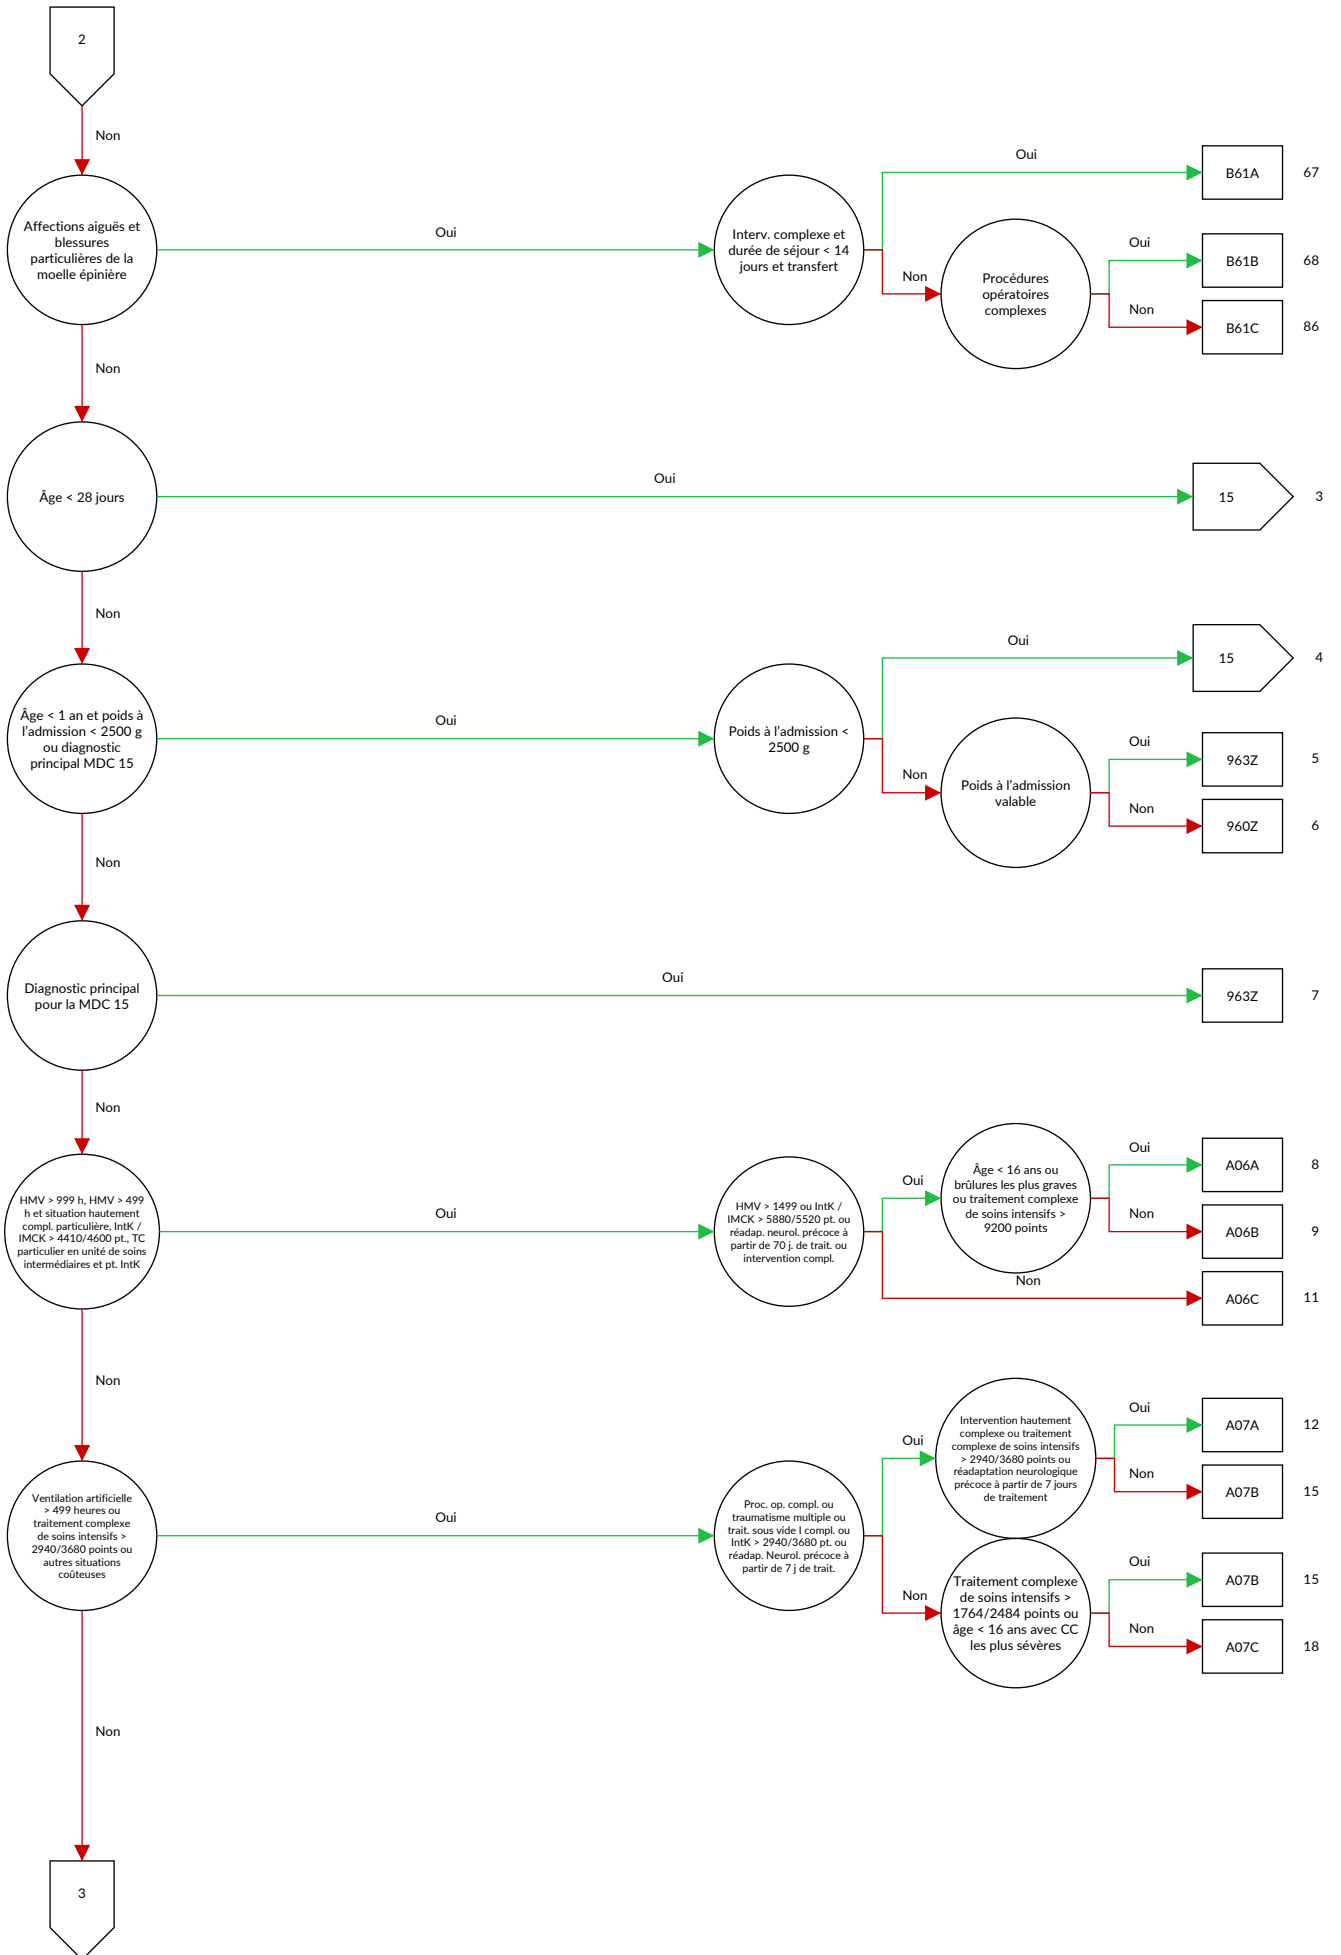 2
Non
Affections aiguës et
blessures
particulières de la
moelle épinière
Oui
Interv. complexe et
durée de séjour < 14
jours et transfert
Oui
B61A
67
Non
Procédures
opératoires
complexes
Oui
B61B
68
Non
B61C
86
Non
Âge < 28 jours
Oui
15
3
Non
Âge < 1 an et poids à
l'admission < 2500 g
ou diagnostic
principal MDC 15
Oui
Poids à l'admission <
2500 g
Oui
15
4
Non
Poids à l'admission
valable
Oui
963Z
5
Non
960Z
6
Non
Diagnostic principal
pour la MDC 15
Oui
963Z
7
Non
HMV > 999 h, HMV > 499
h et situation hautement
compl. particulière, IntK /
IMCK > 4410/4600 pt., TC
particulier en unité de soins
intermédiaires et pt. IntK
Oui
HMV > 1499 ou IntK /
IMCK > 5880/5520 pt. ou
réadap. neurol. précoce à
partir de 70 j. de trait. ou
intervention compl.
Oui
Âge < 16 ans ou
brûlures les plus graves
ou traitement complexe
de soins intensifs >
9200 points
Oui
A06A
8
Non
A06B
9
Non
A06C
11
Non
Ventilation artificielle
> 499 heures ou
traitement complexe
de soins intensifs >
2940/3680 points ou
autres situations
coûteuses
Oui
Proc. op. compl. ou
traumatisme multiple ou
trait. sous vide I compl. ou
IntK > 2940/3680 pt. ou
réadap. Neurol. précoce à
partir de 7 j de trait.
Oui
Intervention hautement
complexe ou traitement
complexe de soins intensifs
> 2940/3680 points ou
réadaptation neurologique
précoce à partir de 7 jours
de traitement
Oui
A07A
12
Non
A07B
15
Non
Traitement complexe
de soins intensifs >
1764/2484 points ou
âge < 16 ans avec CC
les plus sévères
Oui
A07B
15
Non
A07C
18
Non
3